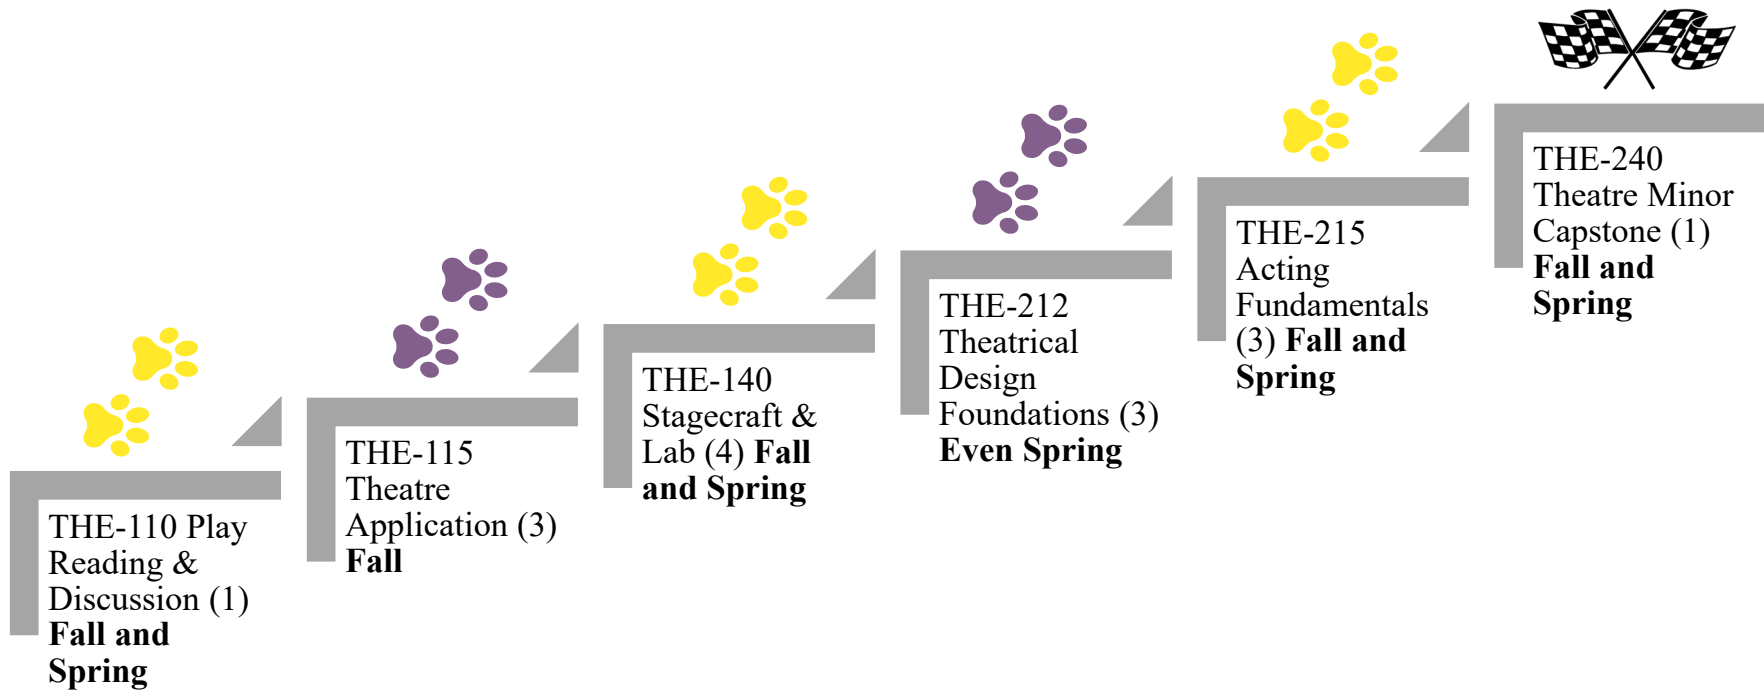 THE-110 Play
Reading &
Discussion (1)
Fall and
Spring
THE-115
Theatre
Application (3)
Fall
THE-140
Stagecraft &
Lab (4) Fall
and Spring
THE-212
Theatrical
Design
Foundations (3)
Even Spring
THE-215
Acting
Fundamentals
(3) Fall and
Spring
THE-240
Theatre Minor
Capstone (1)
Fall and
Spring